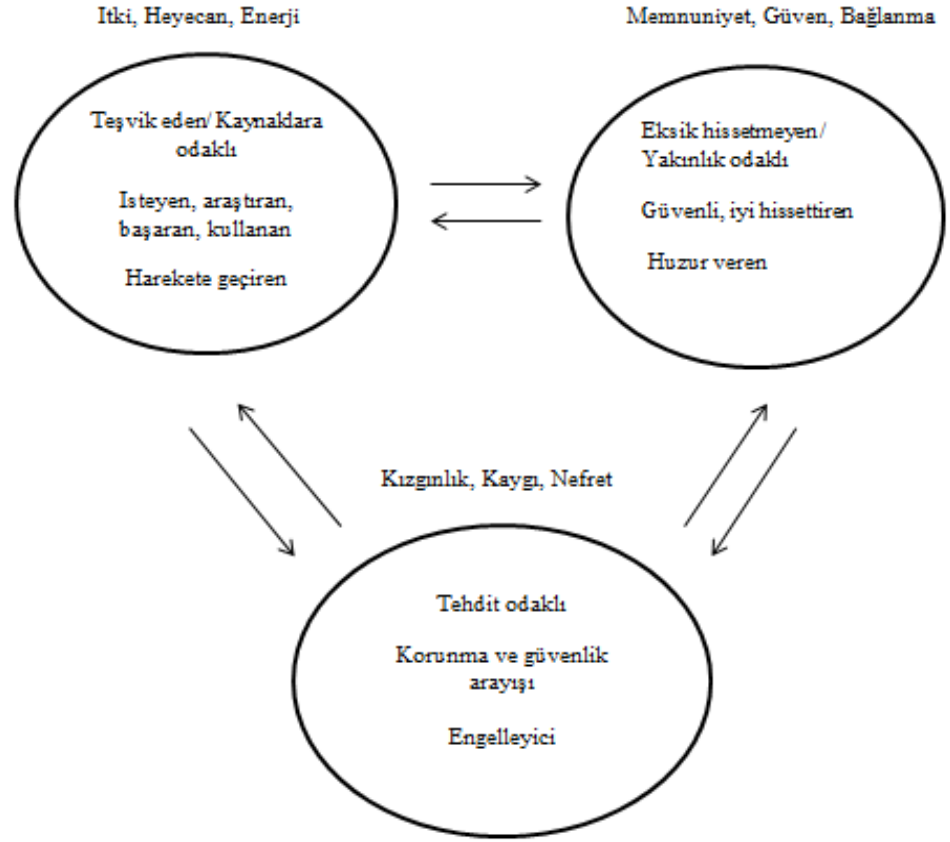 Itki, Heyecan, Enerji
Teşvik eden/ Kaynaklara
odaklı
Isteyen, araştıran,
başaran, kullanan
Harekete geçiren
Memnuniyet, Güven, Bağlanma
Eksik hissetmeyen/
Yakınlık odaklı
Güvenli, iyi hissettiren
Huzur veren
Kızgınlık, Kaygı, Nefret
Tehdit odaklı
Korunma ve güvenlik
arayışı
Engelleyici